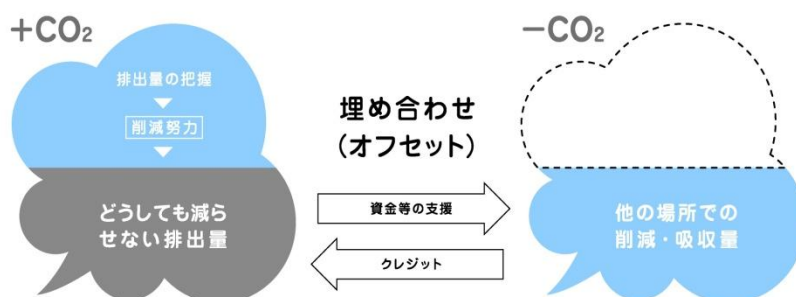 +CO₂
排出量の把握
削減努力
どうしても減ら
せない排出量
埋め合わせ
(オフセット)
資金等の支援
クレジット
−CO₂
他の場所での
削減・吸収量